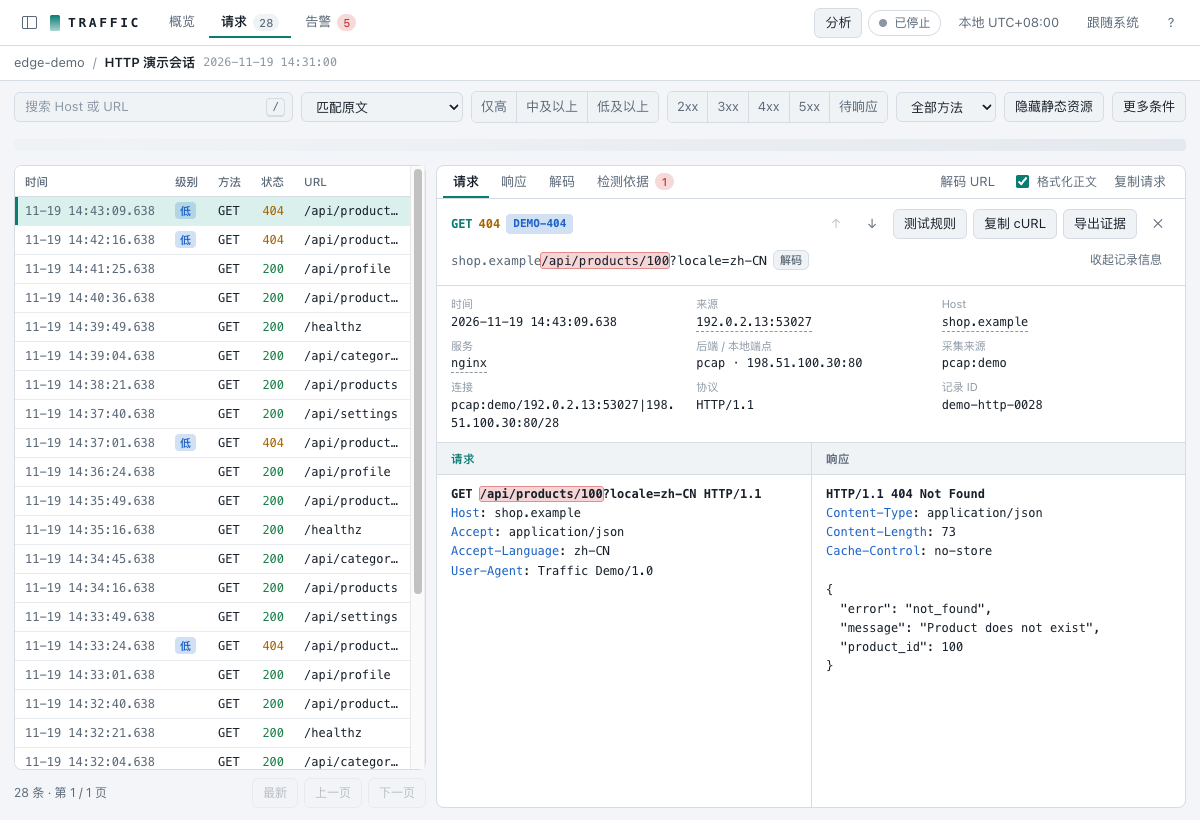 TRAFFIC 概览 请求 28 告警 5 分析 已停止 本地 UTC+08:00 跟随系统 ?
edge-demo / HTTP 演示会话 2026-11-19 14:31:00
搜索 Host 或 URL / 匹配原文 仅高 中及以上 低及以上 2xx 3xx 4xx 5xx 待响应 全部方法 隐藏静态资源 更多条件
时间 级别 方法 状态 URL
11-19 14:43:09.638 低 GET 404 /api/product…
11-19 14:42:16.638 低 GET 404 /api/product…
11-19 14:41:25.638 GET 200 /api/profile
11-19 14:40:36.638 GET 200 /api/product…
11-19 14:39:49.638 GET 200 /healthz
11-19 14:39:04.638 GET 200 /api/categor…
11-19 14:38:21.638 GET 200 /api/products
11-19 14:37:40.638 GET 200 /api/settings
11-19 14:37:01.638 低 GET 404 /api/product…
11-19 14:36:24.638 GET 200 /api/profile
11-19 14:35:49.638 GET 200 /api/product…
11-19 14:35:16.638 GET 200 /healthz
11-19 14:34:45.638 GET 200 /api/categor…
11-19 14:34:16.638 GET 200 /api/products
11-19 14:33:49.638 GET 200 /api/settings
11-19 14:33:24.638 低 GET 404 /api/product…
11-19 14:33:01.638 GET 200 /api/profile
11-19 14:32:40.638 GET 200 /api/product…
11-19 14:32:21.638 GET 200 /healthz
11-19 14:32:04.638 GET 200 /api/categor…
28 条 · 第 1 / 1 页 最新 上一页 下一页
请求 响应 解码 检测依据 1 解码 URL 格式化正文 复制请求
GET 404 DEMO-404 ↑ ↓ 测试规则 复制 cURL 导出证据
shop.example/api/products/100?locale=zh-CN 解码 收起记录信息
时间 来源 Host
2026-11-19 14:43:09.638 192.0.2.13:53027 shop.example
服务 后端 / 本地端点 采集来源
nginx pcap · 198.51.100.30:80 pcap:demo
连接 协议 记录 ID
pcap:demo/192.0.2.13:53027|198. HTTP/1.1 demo-http-0028
51.100.30:80/28
请求
GET /api/products/100?locale=zh-CN HTTP/1.1
Host: shop.example
Accept: application/json
Accept-Language: zh-CN
User-Agent: Traffic Demo/1.0
响应
HTTP/1.1 404 Not Found
Content-Type: application/json
Content-Length: 73
Cache-Control: no-store
{
"error": "not_found",
"message": "Product does not exist",
"product_id": 100
}